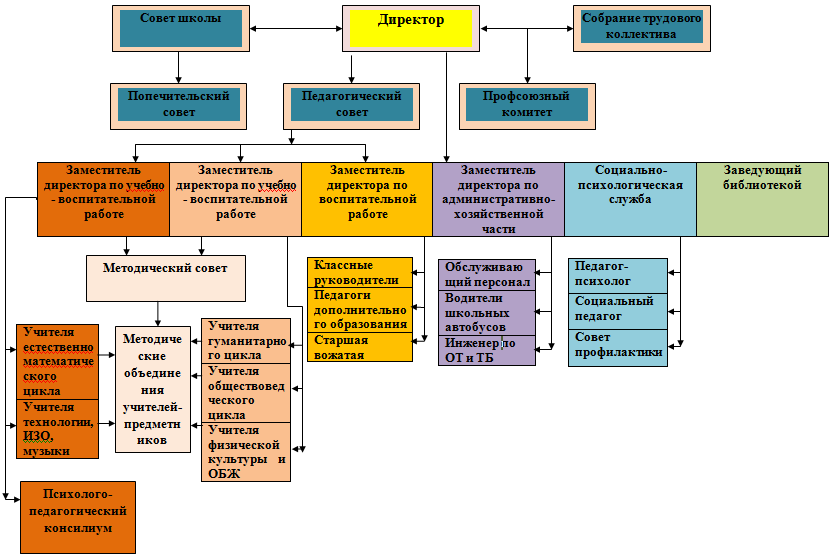 Совет школы
Директор
Собрание трудового
коллектива
Попечительский
совет
Педагогический
совет
Профсоюзный
комитет
Заместитель
директора по учебно
- воспитательной
работе
Заместитель
директора по учебно
- воспитательной
работе
Заместитель
директора по
воспитательной
работе
Заместитель
директора по
административно-
хозяйственной
части
Социально-
психологическая
служба
Заведующий
библиотекой
Методический совет
Классные
руководители
Педагоги
дополнительно
го образования
Старшая
вожатая
Обслуживаю
щий персонал
Водители
школьных
автобусов
Инженер по
ОТ и ТБ
Педагог-
психолог
Социальный
педагог
Совет
профилактики
Учителя
естественно
математиче
ского
цикла
Учителя
технологии,
ИЗО,
музыки
Методиче
ские
объедине
ния
учителей-
предметн
иков
Учителя
гуманитарно
го цикла
Учителя
обществовед
ческого
цикла
Учителя
физической
культуры и
ОБЖ
Психолого-
педагогический
консилиум